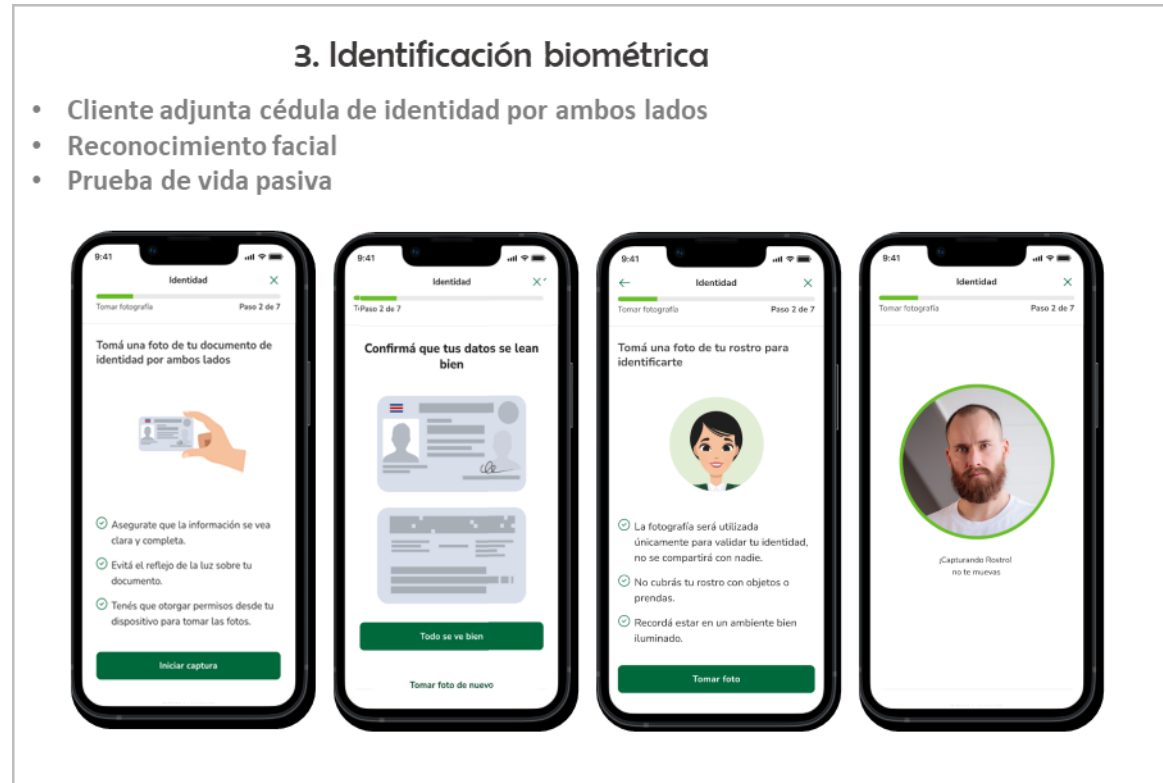 3. Identificación biométrica
• Cliente adjunta cédula de identidad por ambos lados
• Reconocimiento facial
• Prueba de vida pasiva
9:41
Identidad
Tomar fotografía Paso 2 de 7
Tomá una foto de tu documento de
identidad por ambos lados
Asegurate que la información se vea
clara y completa.
Evitá el reflejo de la luz sobre tu
documento.
Tenés que otorgar permisos desde tu
dispositivo para tomar las fotos.
Iniciar captura
9:41
Identidad
Paso 2 de 7
Confirmá que tus datos se lean
bien
Todo se ve bien
Tomar foto de nuevo
9:41
Identidad
Tomar fotografía Paso 2 de 7
Tomá una foto de tu rostro para
identificarte
La fotografía será utilizada
únicamente para validar tu identidad,
no se compartirá con nadie.
No cubrás tu rostro con objetos o
prendas.
Recordá estar en un ambiente bien
iluminado.
Tomar foto
9:41
Identidad
Tomar fotografía Paso 2 de 7
¡Capturando Rostro!
no te muevas